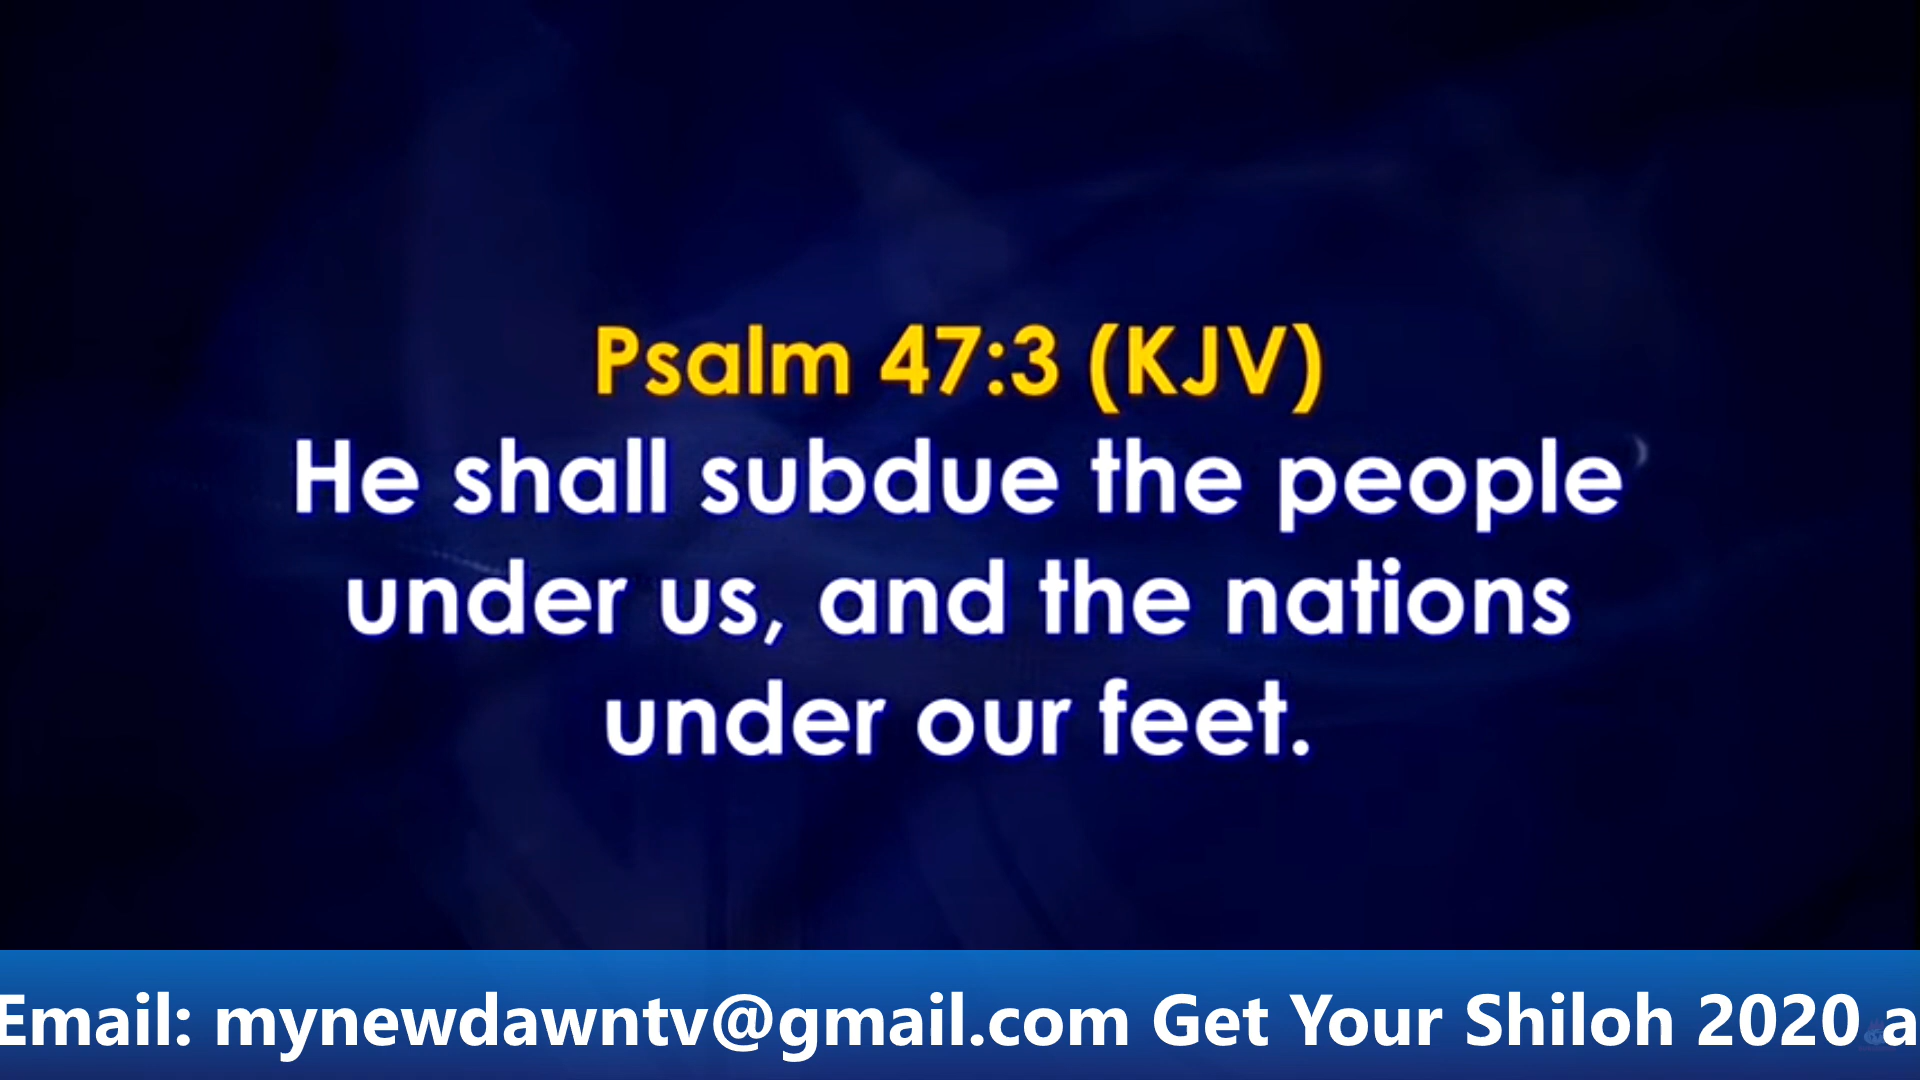 Psalm 47:3 (KJV)
He shall subdue the people
under us, and the nations
under our feet.
Email: mynewdawntv@gmail.com Get Your Shiloh 2020 a